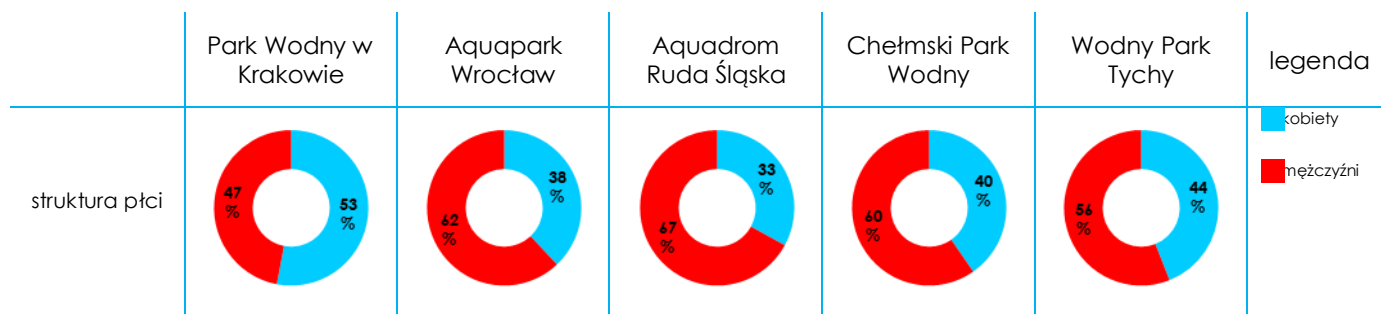 Park Wodny w
Krakowie
Aquapark
Wrocław
Aquadrom
Ruda Śląska
Chełmski Park
Wodny
Wodny Park
Tychy
legenda
struktura płci
47
%
53
%
62
%
38
%
67
%
33
%
60
%
40
%
56
%
44
%
kobiety
mężczyźni